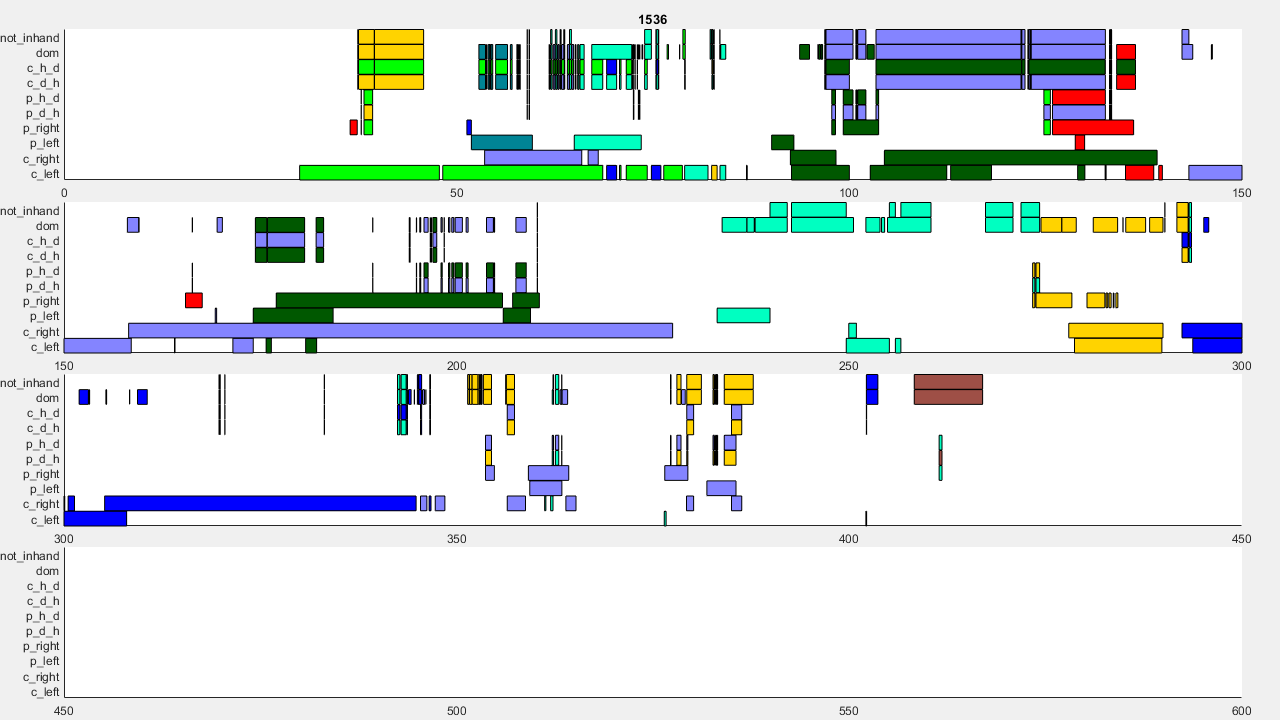 1536
not_inhand
dom
c_h_d
c_d_h
p_h_d
p_d_h
p_right
p_left
c_right
c_left
0 50 100 150
not_inhand
dom
c_h_d
c_d_h
p_h_d
p_d_h
p_right
p_left
c_right
c_left
150 200 250 300
not_inhand
dom
c_h_d
c_d_h
p_h_d
p_d_h
p_right
p_left
c_right
c_left
300 350 400 450
not_inhand
dom
c_h_d
c_d_h
p_h_d
p_d_h
p_right
p_left
c_right
c_left
450 500 550 600